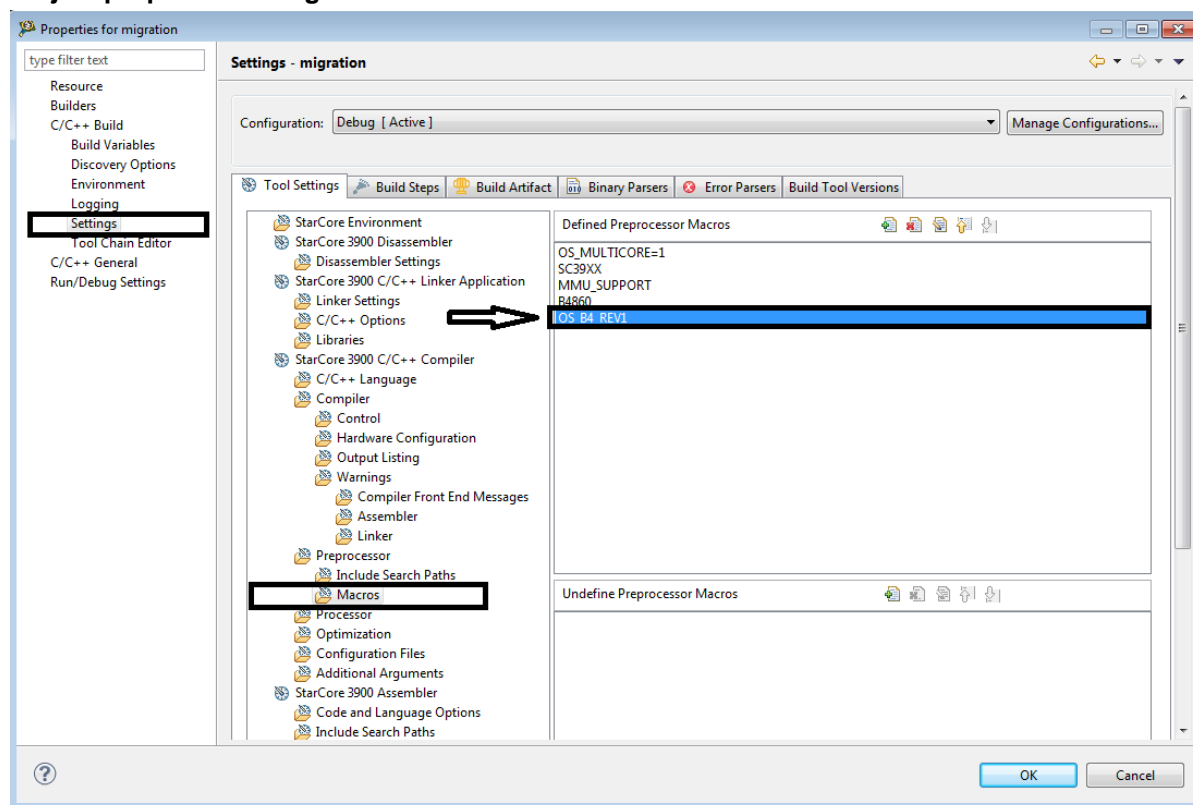 Properties for migration
type filter text
Resource
Builders
C/C++ Build
Build Variables
Discovery Options
Environment
Logging
Settings
Tool Chain Editor
C/C++ General
Run/Debug Settings
Settings - migration
Configuration: Debug [ Active ] Manage Configurations...
Tool Settings Build Steps Build Artifact Binary Parsers Error Parsers Build Tool Versions
StarCore Environment
StarCore 3900 Disassembler
Disassembler Settings
StarCore 3900 C/C++ Linker Application
Linker Settings
C/C++ Options
Libraries
StarCore 3900 C/C++ Compiler
C/C++ Language
Compiler
Control
Hardware Configuration
Output Listing
Warnings
Compiler Front End Messages
Assembler
Linker
Preprocessor
Include Search Paths
Macros
Processor
Optimization
Configuration Files
Additional Arguments
StarCore 3900 Assembler
Code and Language Options
Include Search Paths
Defined Preprocessor Macros
OS_MULTICORE=1
SC39XX
MMU_SUPPORT
B4860
OS_B4_REV1
Undefine Preprocessor Macros
OK Cancel